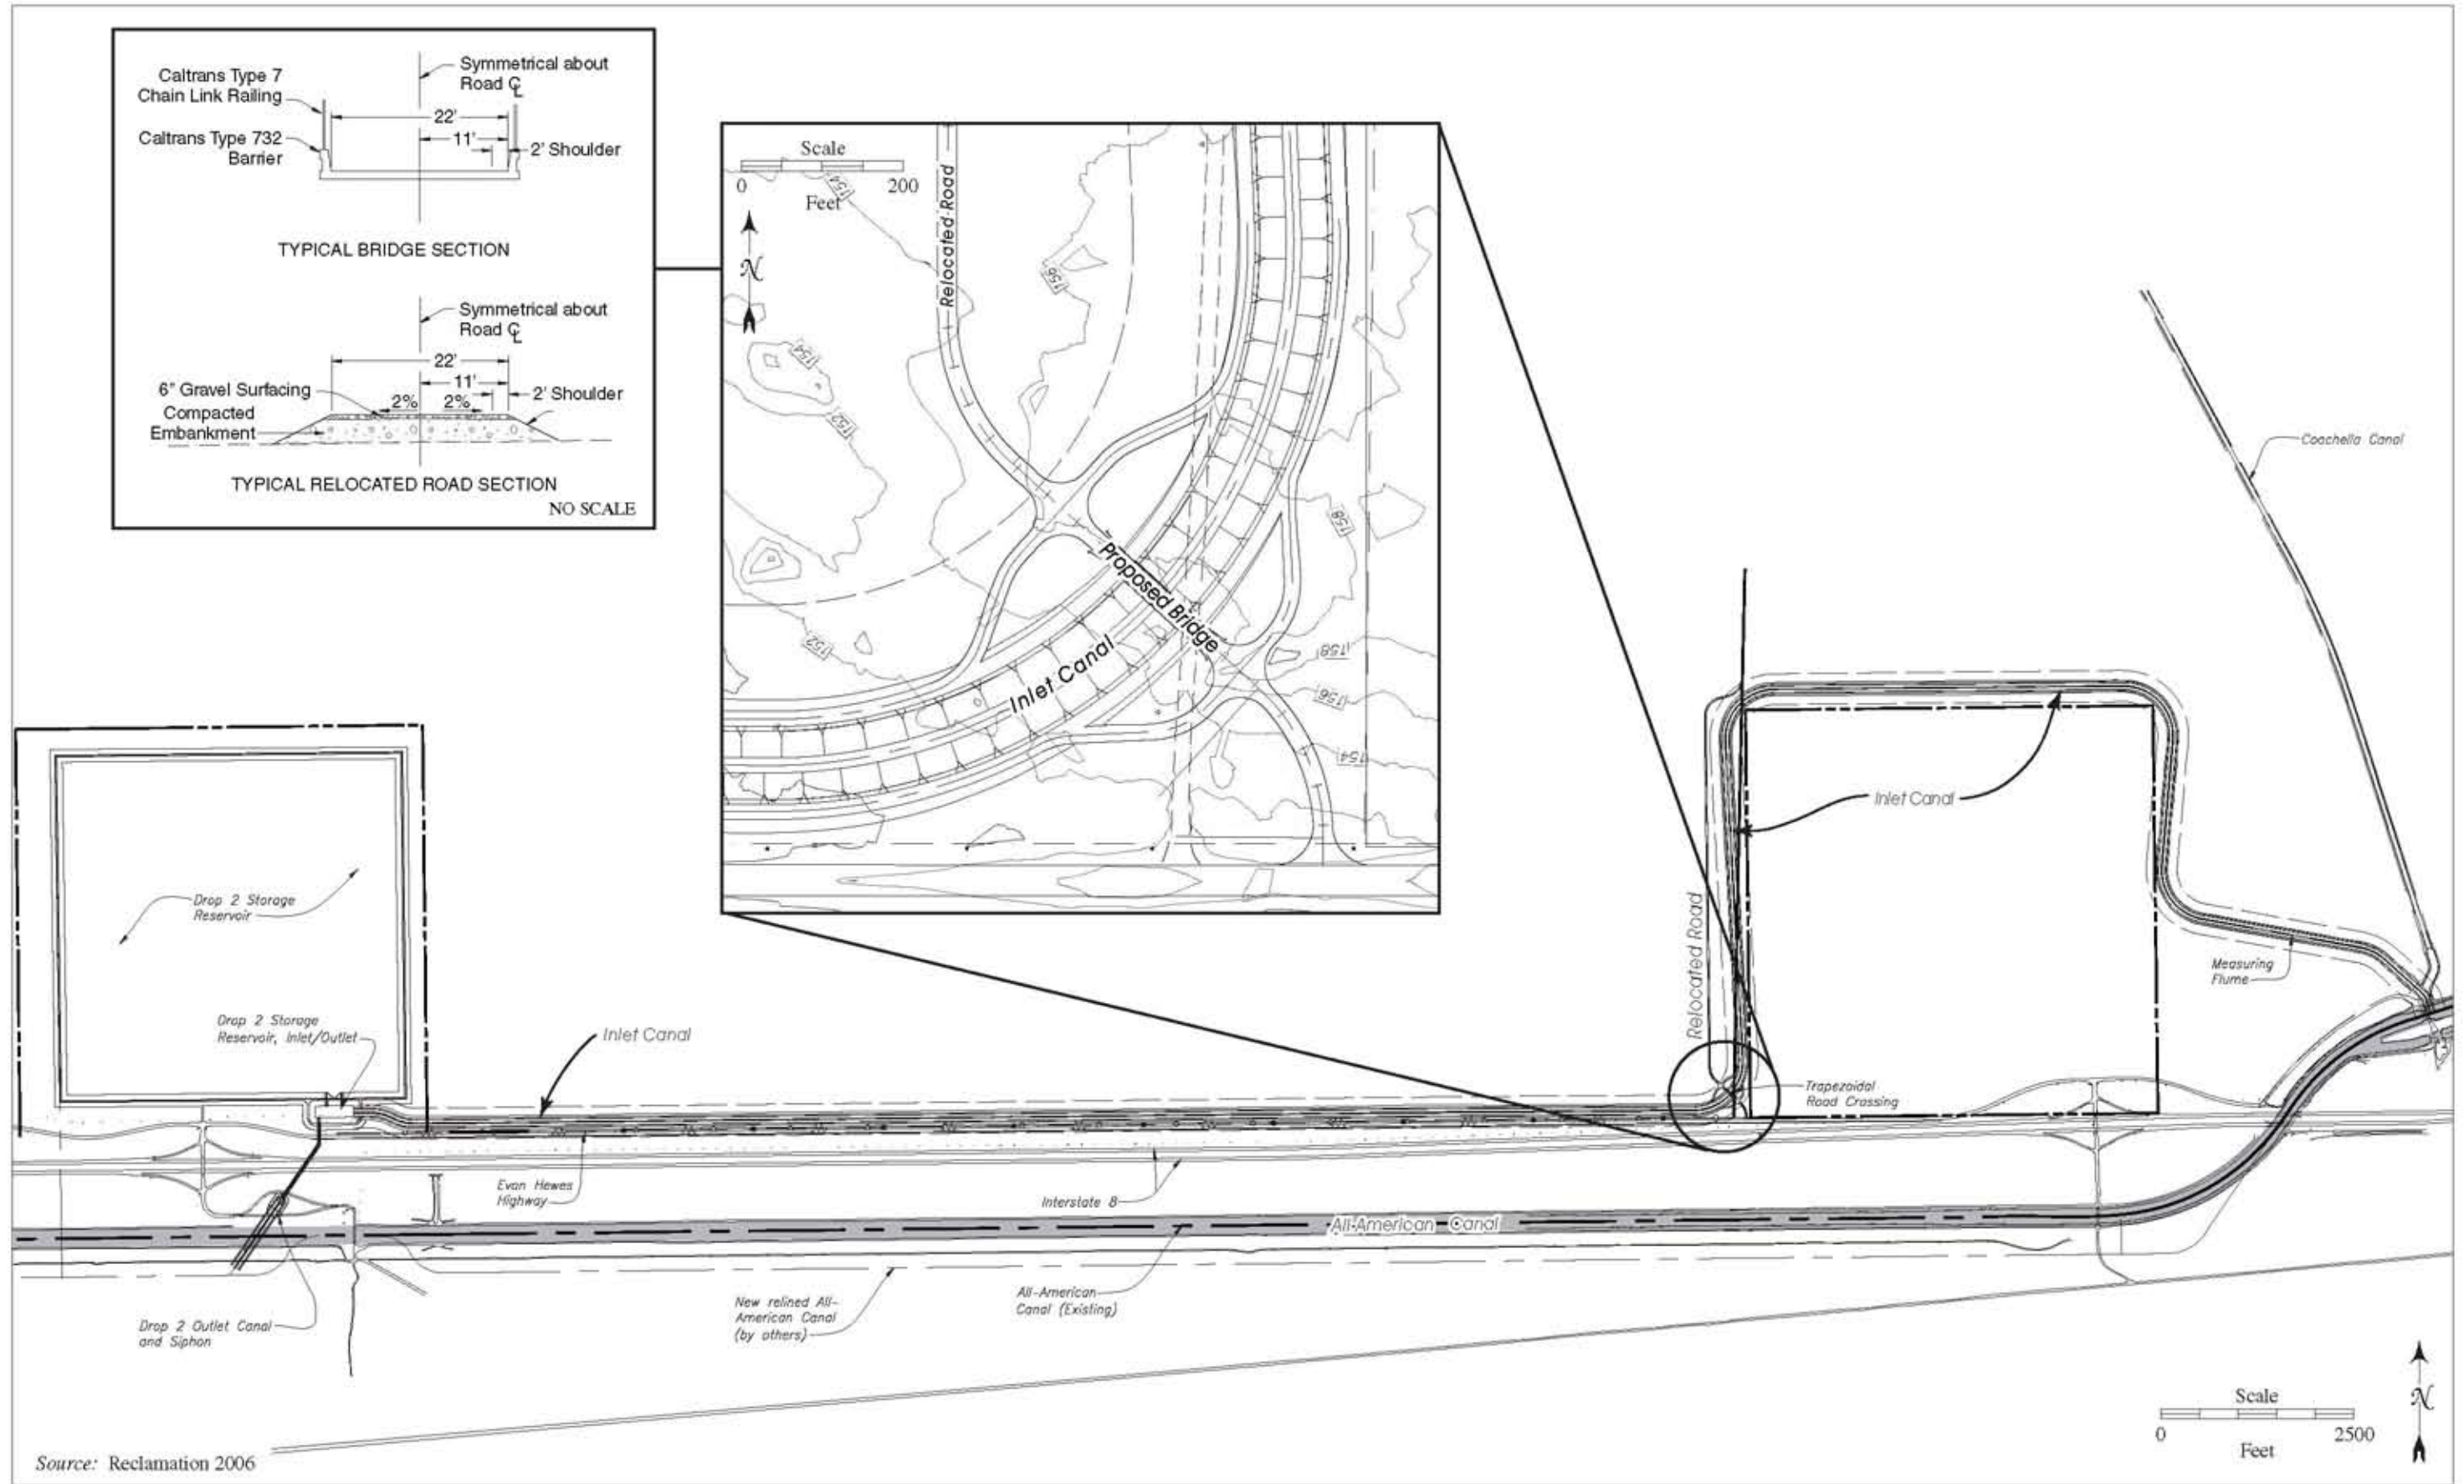 Caltrans Type 7
Chain Link Railing
Symmetrical about
Road ℄
22'
11'
Caltrans Type 732
Barrier
2' Shoulder
TYPICAL BRIDGE SECTION
Symmetrical about
Road ℄
22'
11'
6" Gravel Surfacing
2%
2%
2' Shoulder
Compacted
Embankment
TYPICAL RELOCATED ROAD SECTION
NO SCALE
Scale
0
200
Feet
N
Relocated Road
154
156
154
152
152
158
158
156
154
Proposed Bridge
Inlet Canal
Coachella Canal
Inlet Canal
Relocated Road
Measuring
Flume
Trapezoidal
Road Crossing
Drop 2 Storage
Reservoir
Drop 2 Storage
Reservoir, Inlet/Outlet
Inlet Canal
Evan Hewes
Highway
Interstate 8
All-American Canal
New relined All-
American Canal
(by others)
All-American
Canal (Existing)
Drop 2 Outlet Canal
and Siphon
Scale
0
2500
Feet
N
Source: Reclamation 2006